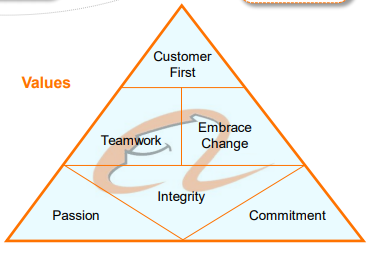 Customer
First
Values
Teamwork
Embrace
Change
Integrity
Passion
Commitment